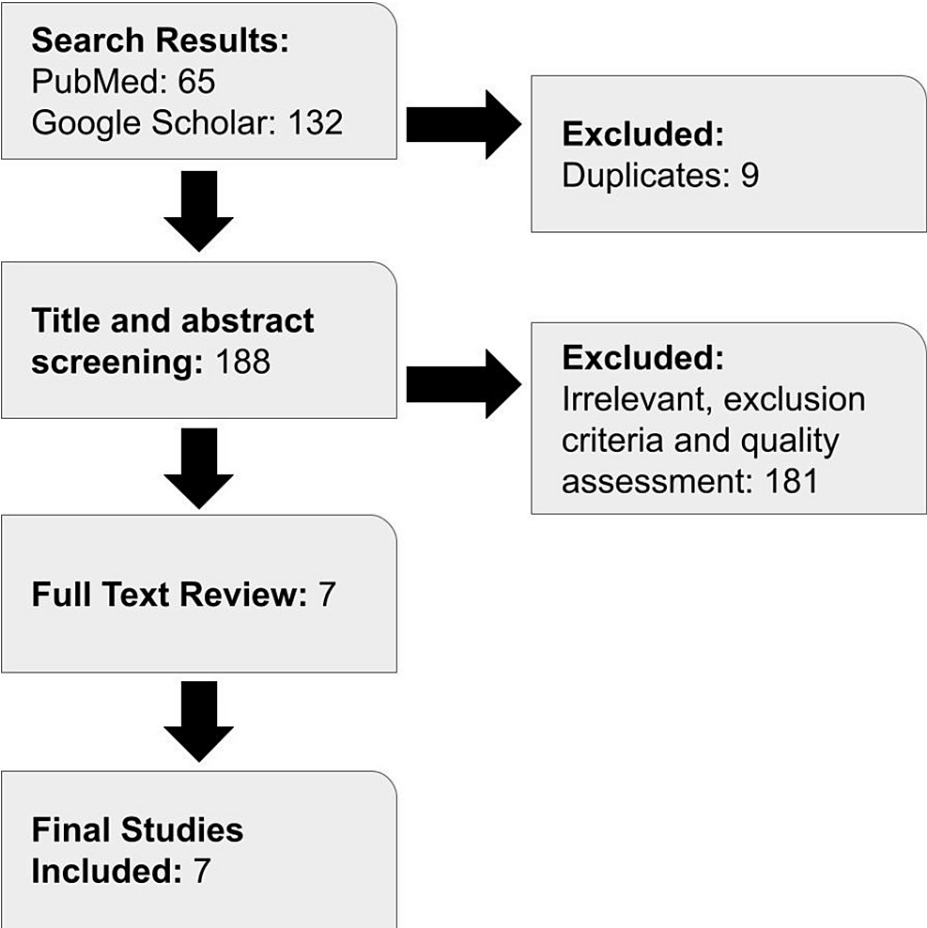 Search Results:
PubMed: 65
Google Scholar: 132
Excluded:
Duplicates: 9
Title and abstract
screening: 188
Excluded:
Irrelevant, exclusion
criteria and quality
assessment: 181
Full Text Review: 7
Final Studies
Included: 7